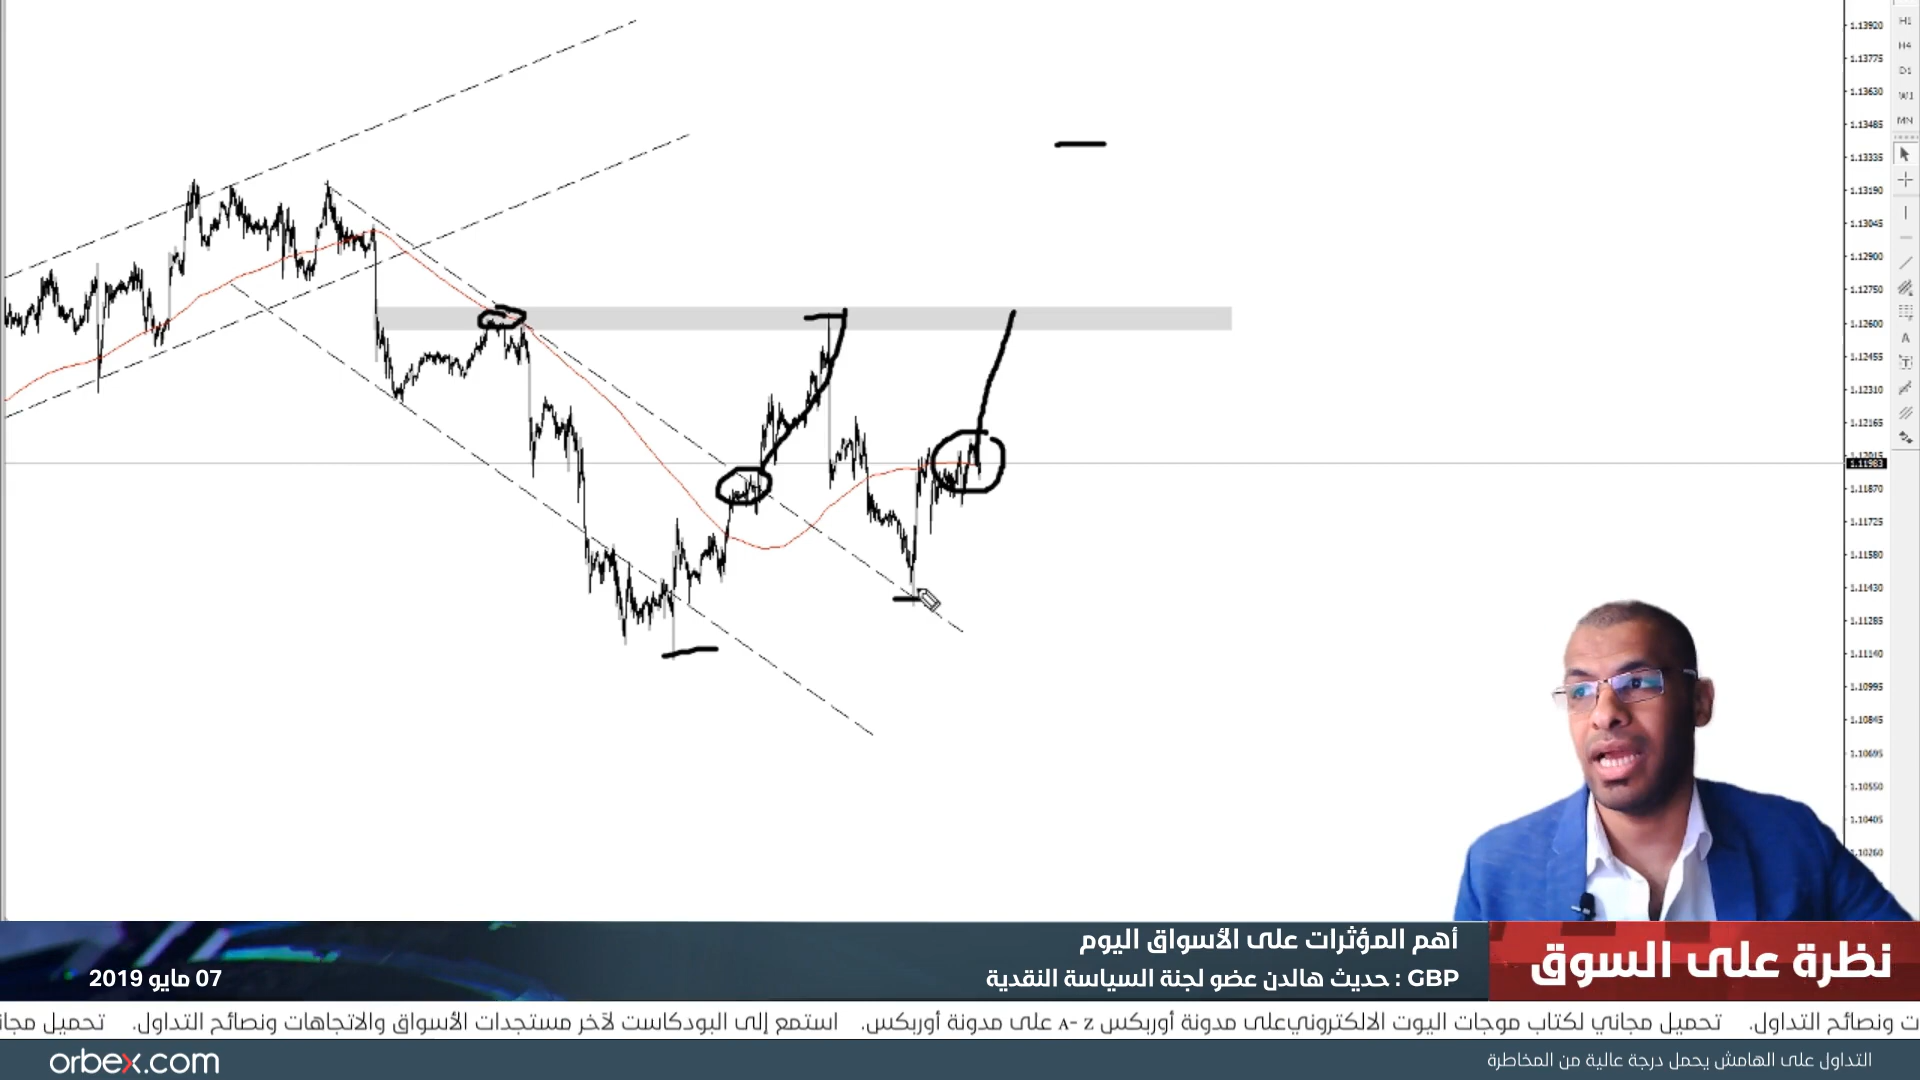 1.13920
H1
H4
1.13775
D1
1.13630
W1
1.13485
MN
1.13335
1.13190
1.13045
1.12900
1.12750
1.12600
1.12455
1.12310
1.12165
1.12015
1.11983
1.11870
1.11725
1.11580
1.11430
1.11285
1.11140
1.10995
1.10845
1.10695
1.10550
1.10405
1.10260
A
T
نظرة على السوق
أهم المؤثرات على الأسواق اليوم
GBP : حديث هالدن عضو لجنة السياسة النقدية
07 مايو 2019
ونصائح التداول. تحميل مجاني لكتاب موجات اليوت الالكتروني على مدونة أوربكس A- Z على مدونة أوربكس. استمع إلى البودكاست لآخر مستجدات الأسواق والاتجاهات ونصائح التداول. تحميل
التداول على الهامش يحمل درجة عالية من المخاطرة
orbex.com